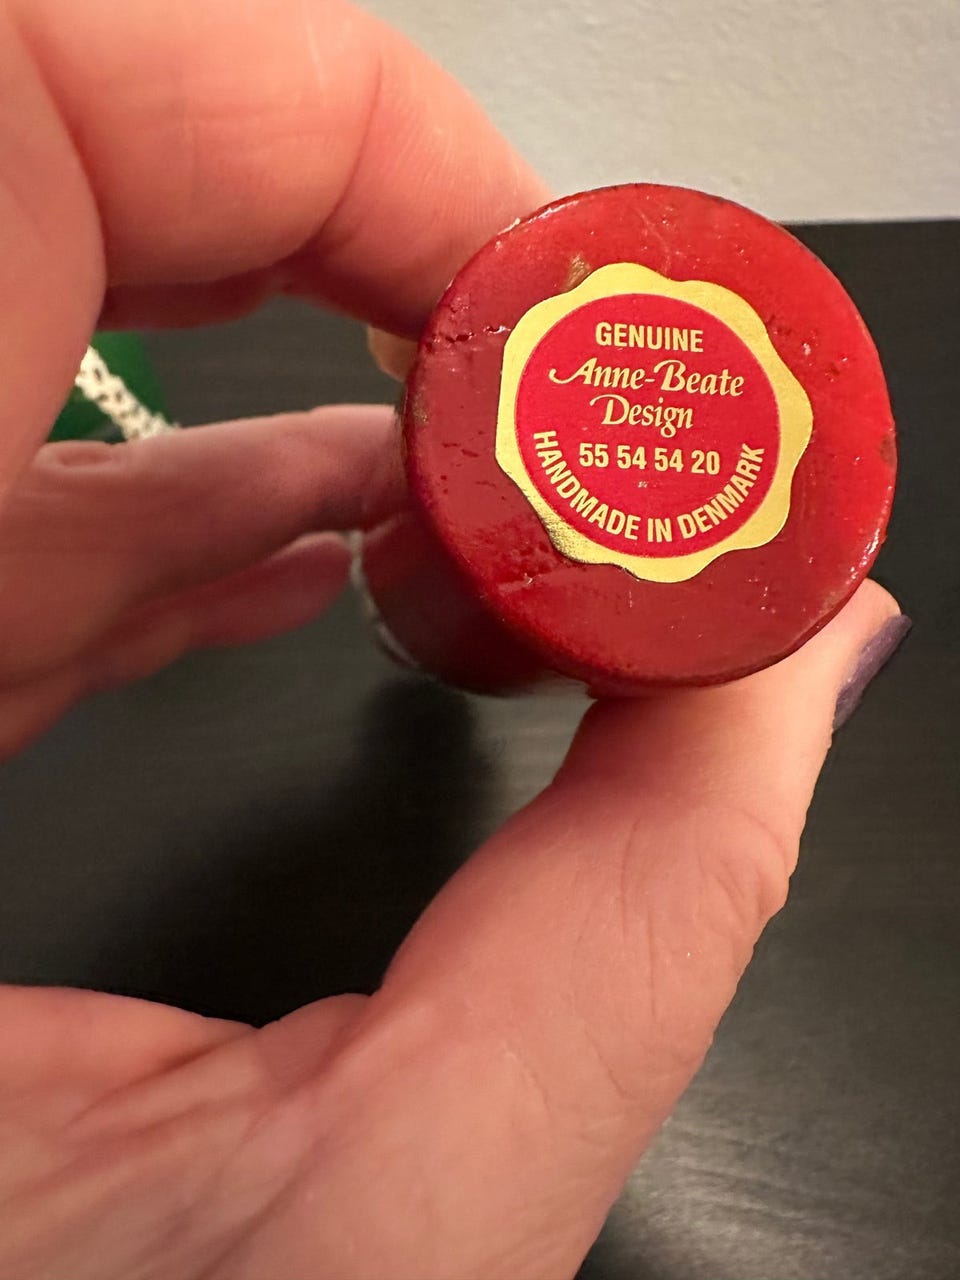 GENUINE
Anne-Beate
Design
55 54 54 20
HANDMADE IN DENMARK